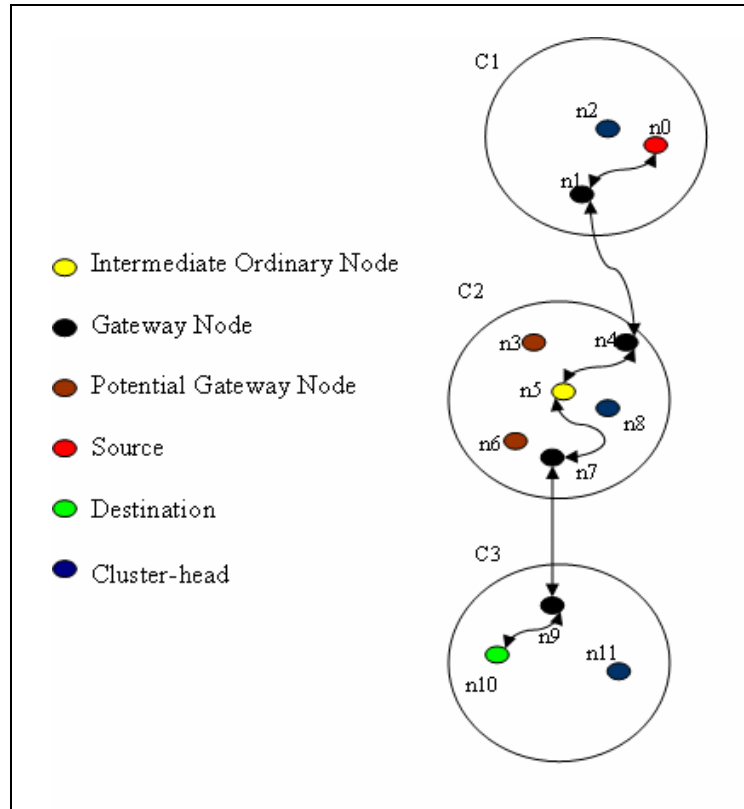 C1
n2
n0
n1
Intermediate Ordinary Node
Gateway Node
Potential Gateway Node
Source
Destination
Cluster-head
C2
n3
n4
n5
n8
n6
n7
C3
n9
n11
n10